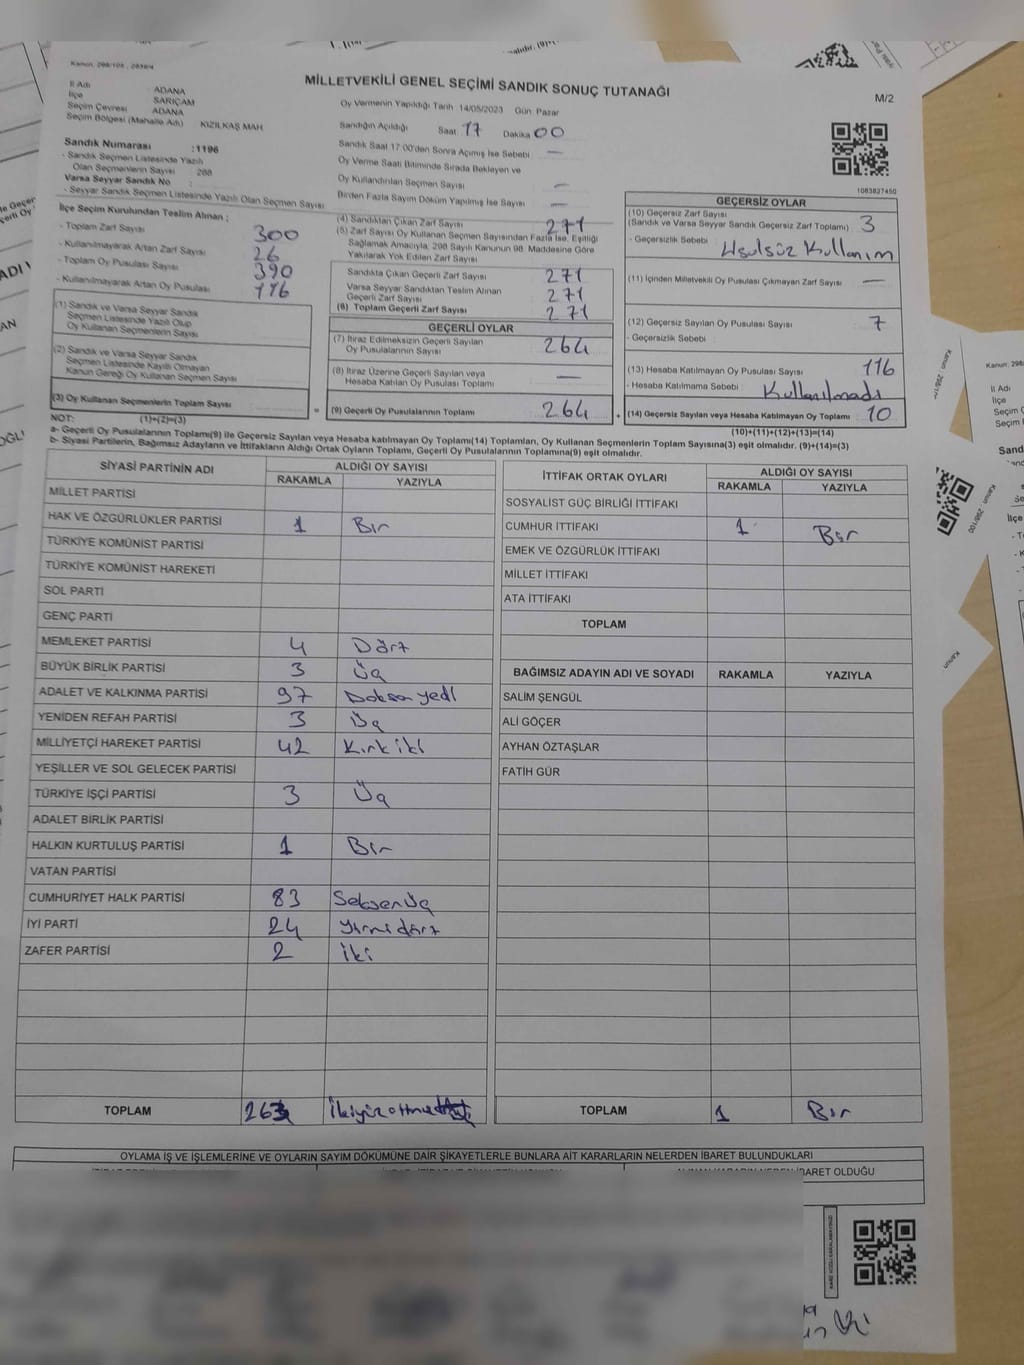 Kanun: 298/105 , 2839/4
MİLLETVEKİLİ GENEL SEÇİMİ SANDIK SONUÇ TUTANAĞI
M/2
İl Adı : ADANA
İlçe : SARIÇAM
Seçim Çevresi : ADANA
Seçim Bölgesi (Mahalle Adı) : KIZILKAŞ MAH
Sandık Numarası : 1196
- Sandık Seçmen Listesinde Yazılı
Olan Seçmenlerin Sayısı : 288
Varsa Seyyar Sandık No :
- Seyyar Sandık Seçmen Listesinde Yazılı Olan Seçmen Sayısı :
Oy Vermenin Yapıldığı Tarih :14/05/2023 Gün: Pazar
Sandığın Açıldığı Saat: 17 Dakika: 00
Sandık Saat 17:00'den Sonra Açımış İse Sebebi : —
Oy Verme Saati Bitiminde Sırada Bekleyen ve
Oy Kullandırılan Seçmen Sayısı : —
Birden Fazla Sayım Döküm Yapılmış İse Sayısı : —
1083827450
İlçe Seçim Kurulundan Teslim Alınan ;
- Toplam Zarf Sayısı : 300
- Kullanılmayarak Artan Zarf Sayısı : 26
- Toplam Oy Pusulası Sayısı : 390
- Kullanılmayarak Artan Oy Pusulası : 116
(1) Sandık ve Varsa Seyyar Sandık
Seçmen Listesinde Yazılı Olup
Oy Kullanan Seçmenlerin Sayısı :
(2) Sandık ve Varsa Seyyar Sandık
Seçmen Listesinde Kayıtlı Olmayan
Kanun Gereği Oy Kullanan Seçmen Sayısı :
(3) Oy Kullanan Seçmenlerin Toplam Sayısı :
(1)+(2)=(3)
(4) Sandıktan Çıkan Zarf Sayısı : 271
(5) Zarf Sayısı Oy Kullanan Seçmen Sayısından Fazla İse, Eşitliği
Sağlamak Amacıyla, 298 Sayılı Kanunun 98. Maddesine Göre
Yakılarak Yok Edilen Zarf Sayısı :
Sandıkta Çıkan Geçerli Zarf Sayısı : 271
Varsa Seyyar Sandıktan Teslim Alınan
Geçerli Zarf Sayısı : 271
(6) Toplam Geçerli Zarf Sayısı : 271
GEÇERLİ OYLAR
(7) İtiraz Edilmeksizin Geçerli Sayılan
Oy Pusulalarının Sayısı : 264
(8) İtiraz Üzerine Geçerli Sayılan veya
Hesaba Katılan Oy Pusulası Toplamı : —
= (9) Geçerli Oy Pusulalarının Toplamı : 264
GEÇERSİZ OYLAR
(10) Geçersiz Zarf Sayısı
(Sandık ve Varsa Seyyar Sandık Geçersiz Zarf Toplamı) : 3
- Geçersizlik Sebebi : Usulsüz Kullanım
(11) İçinden Milletvekili Oy Pusulası Çıkmayan Zarf Sayısı : —
(12) Geçersiz Sayılan Oy Pusulası Sayısı : 7
- Geçersizlik Sebebi :
(13) Hesaba Katılmayan Oy Pusulası Sayısı : 116
- Hesaba Katılmama Sebebi : Kullanılmadı
+ (14) Geçersiz Sayılan veya Hesaba Katılmayan Oy Toplamı : 10
(10)+(11)+(12)+(13)=(14)
NOT:
a- Geçerli Oy Pusulaları Toplamı(9) ile Geçersiz Sayılan veya Hesaba katılmayan Oy Toplamı(14) Toplamları, Oy Kullanan Seçmenlerin Toplam Sayısına(3) eşit olmalıdır. (9)+(14)=(3)
b- Siyasi Partilerin, Bağımsız Adayların ve İttifakların Aldığı Ortak Oyların Toplamı, Geçerli Oy Pusulalarının Toplamına(9) eşit olmalıdır.
SİYASİ PARTİNİN ADI ALDIĞI OY SAYISI
RAKAMLA YAZIYLA
MİLLET PARTİSİ
HAK VE ÖZGÜRLÜKLER PARTİSİ 1 Bir
TÜRKİYE KOMÜNİST PARTİSİ
TÜRKİYE KOMÜNİST HAREKETİ
SOL PARTİ
GENÇ PARTİ
MEMLEKET PARTİSİ 4 Dört
BÜYÜK BİRLİK PARTİSİ 3 Üç
ADALET VE KALKINMA PARTİSİ 97 Doksan yedi
YENİDEN REFAH PARTİSİ 3 Üç
MİLLİYETÇİ HAREKET PARTİSİ 42 Kırk iki
YEŞİLLER VE SOL GELECEK PARTİSİ
TÜRKİYE İŞÇİ PARTİSİ 3 Üç
ADALET BİRLİK PARTİSİ
HALKIN KURTULUŞ PARTİSİ 1 Bir
VATAN PARTİSİ
CUMHURİYET HALK PARTİSİ 83 Seksen Üç
İYİ PARTİ 24 Yirmi dört
ZAFER PARTİSİ 2 İki
TOPLAM 263
İTTİFAK ORTAK OYLARI ALDIĞI OY SAYISI
RAKAMLA YAZIYLA
SOSYALİST GÜÇ BİRLİĞİ İTTİFAKI
CUMHUR İTTİFAKI 1 Bir
EMEK VE ÖZGÜRLÜK İTTİFAKI
MİLLET İTTİFAKI
ATA İTTİFAKI
TOPLAM
BAĞIMSIZ ADAYIN ADI VE SOYADI RAKAMLA YAZIYLA
SALİM ŞENGÜL
ALİ GÖÇER
AYHAN ÖZTAŞLAR
FATİH GÜR
TOPLAM 1 Bir
OYLAMA İŞ VE İŞLEMLERİNE VE OYLARIN SAYIM DÖKÜMÜNE DAİR ŞİKAYETLERLE BUNLARA AİT KARARLARIN NELERDEN İBARET BULUNDUKLARI
İBARET OLDUĞU